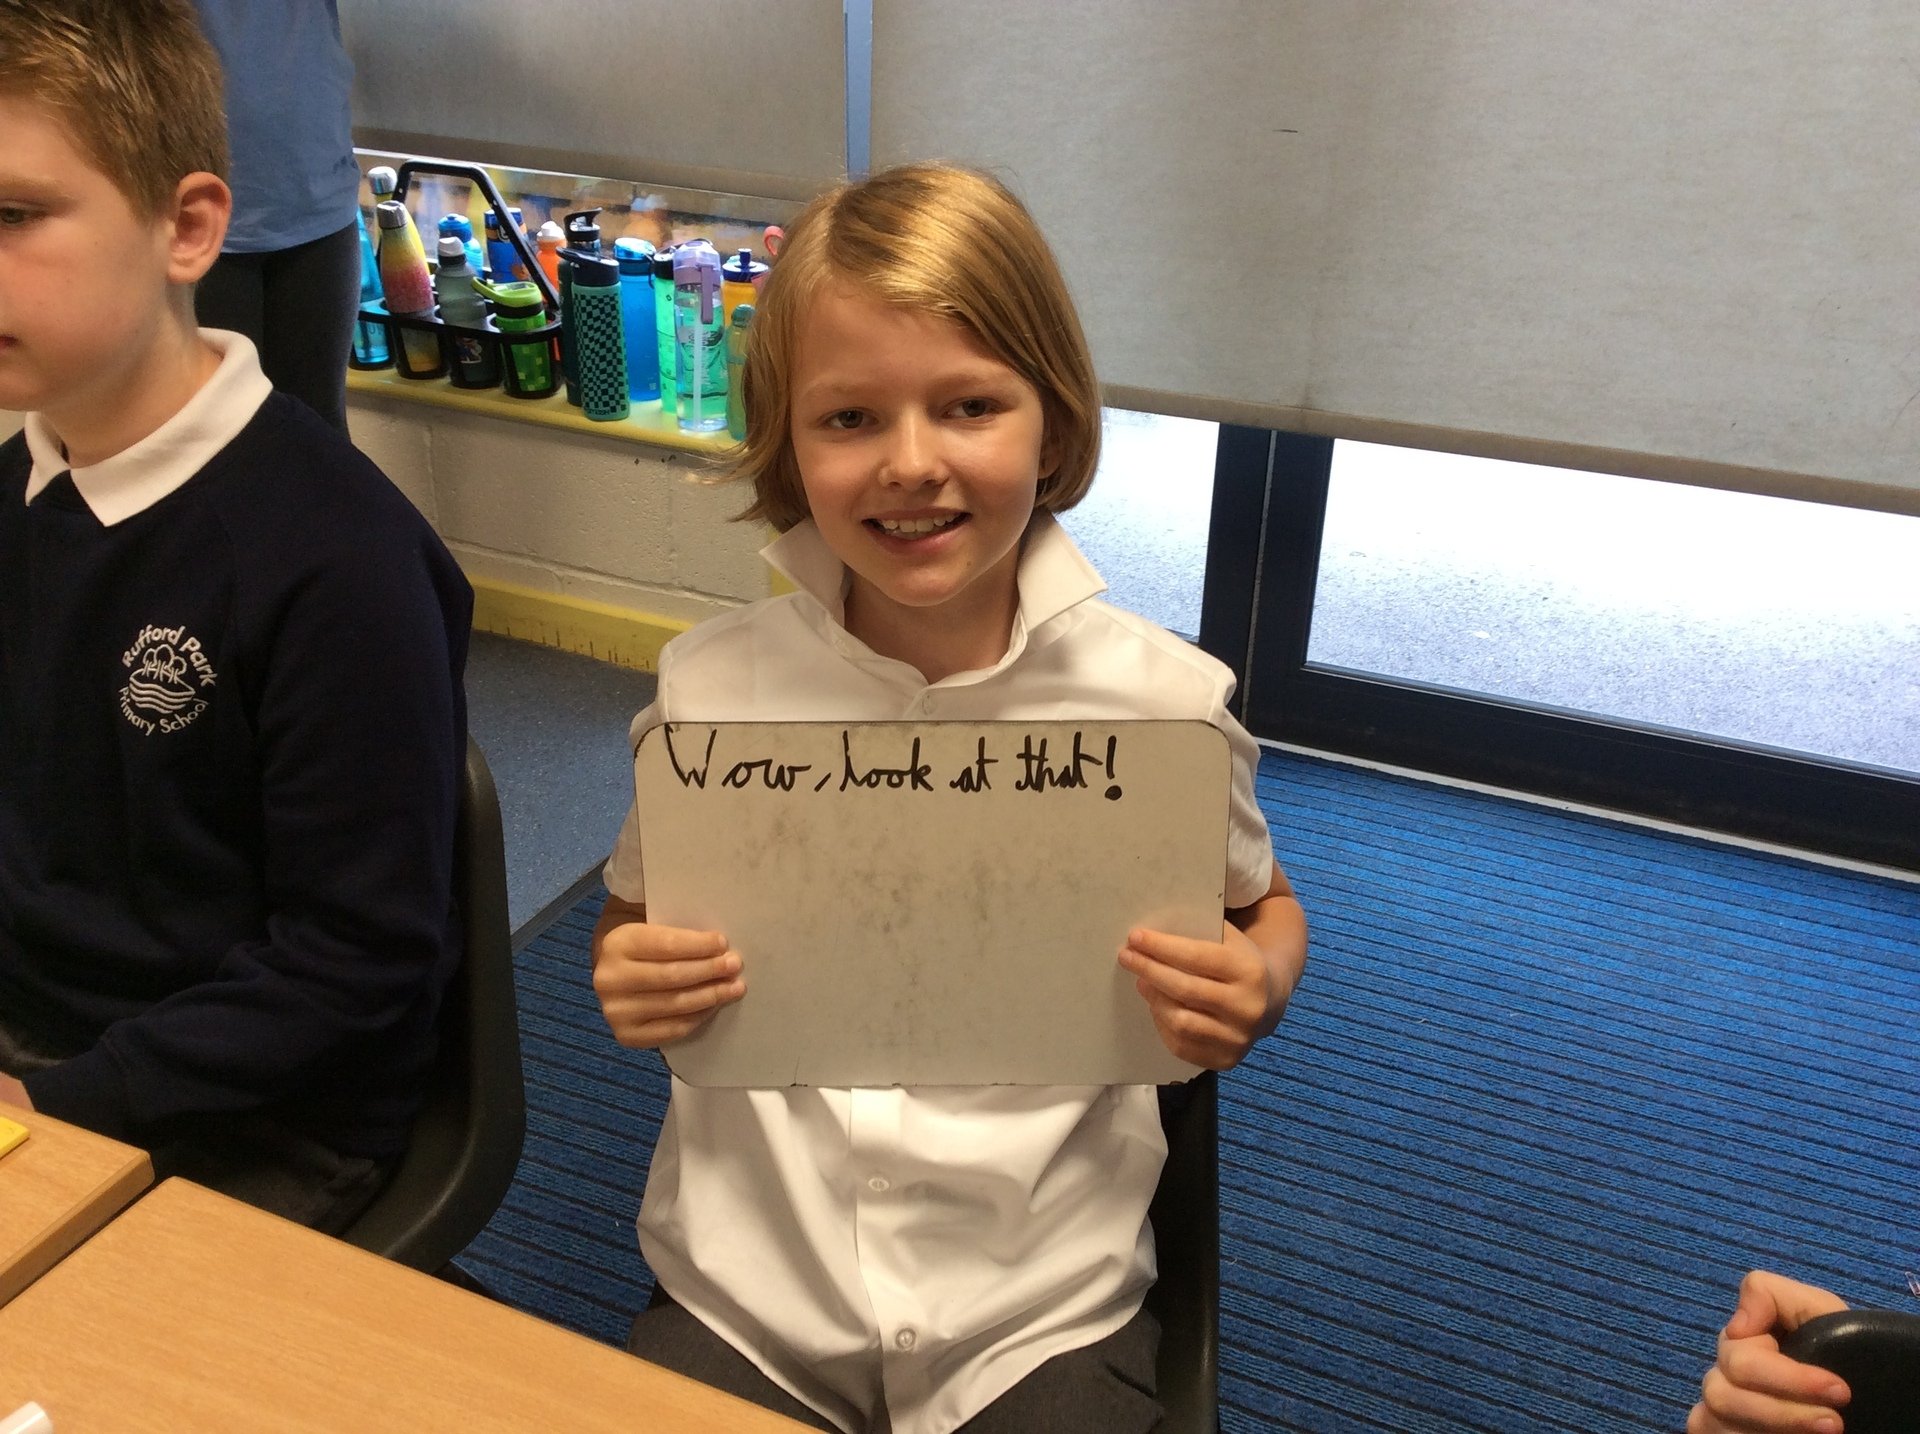 Rufford Park
Primary School
Wow, look at that!